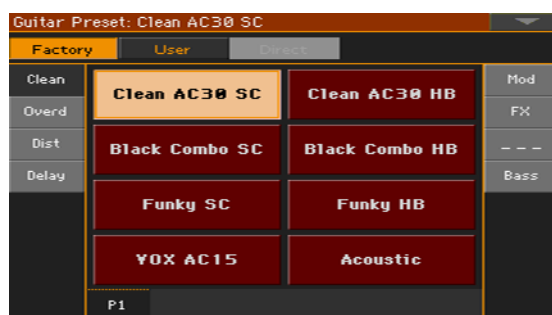 Guitar Preset: Clean AC30 SC
Factory User Direct
Clean Clean AC30 SC Clean AC30 HB Mod
Overd FX
Dist Black Combo SC Black Combo HB - - -
Delay Bass
Funky SC Funky HB
VOX AC15 Acoustic
P1